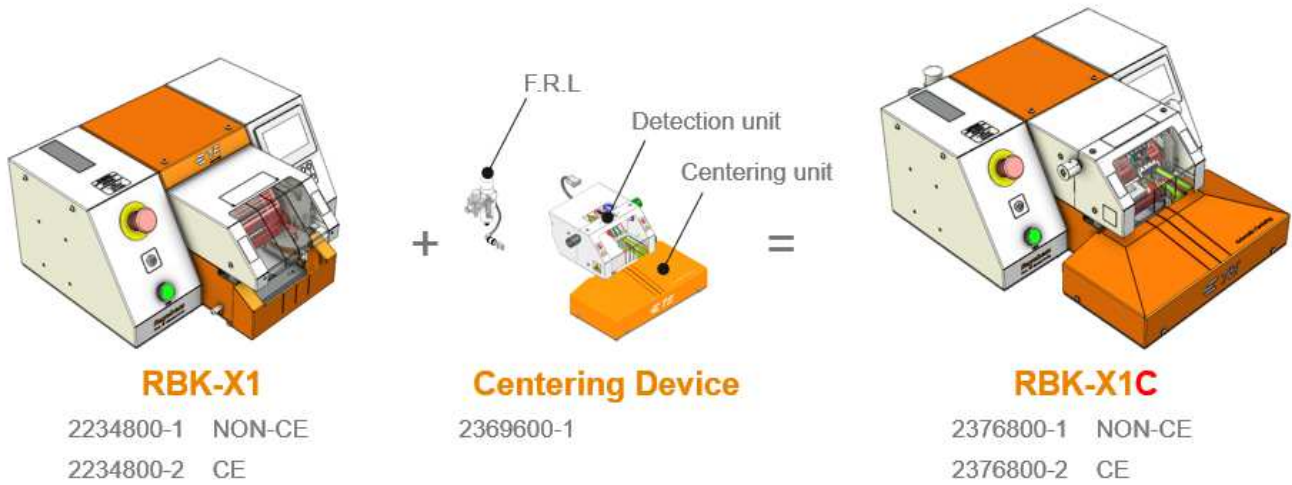 F.R.L
Detection unit
Centering unit
+
=
RBK-X1
Centering Device
RBK-X1C
2234800-1 NON-CE
2369600-1
2376800-1 NON-CE
2234800-2 CE
2376800-2 CE